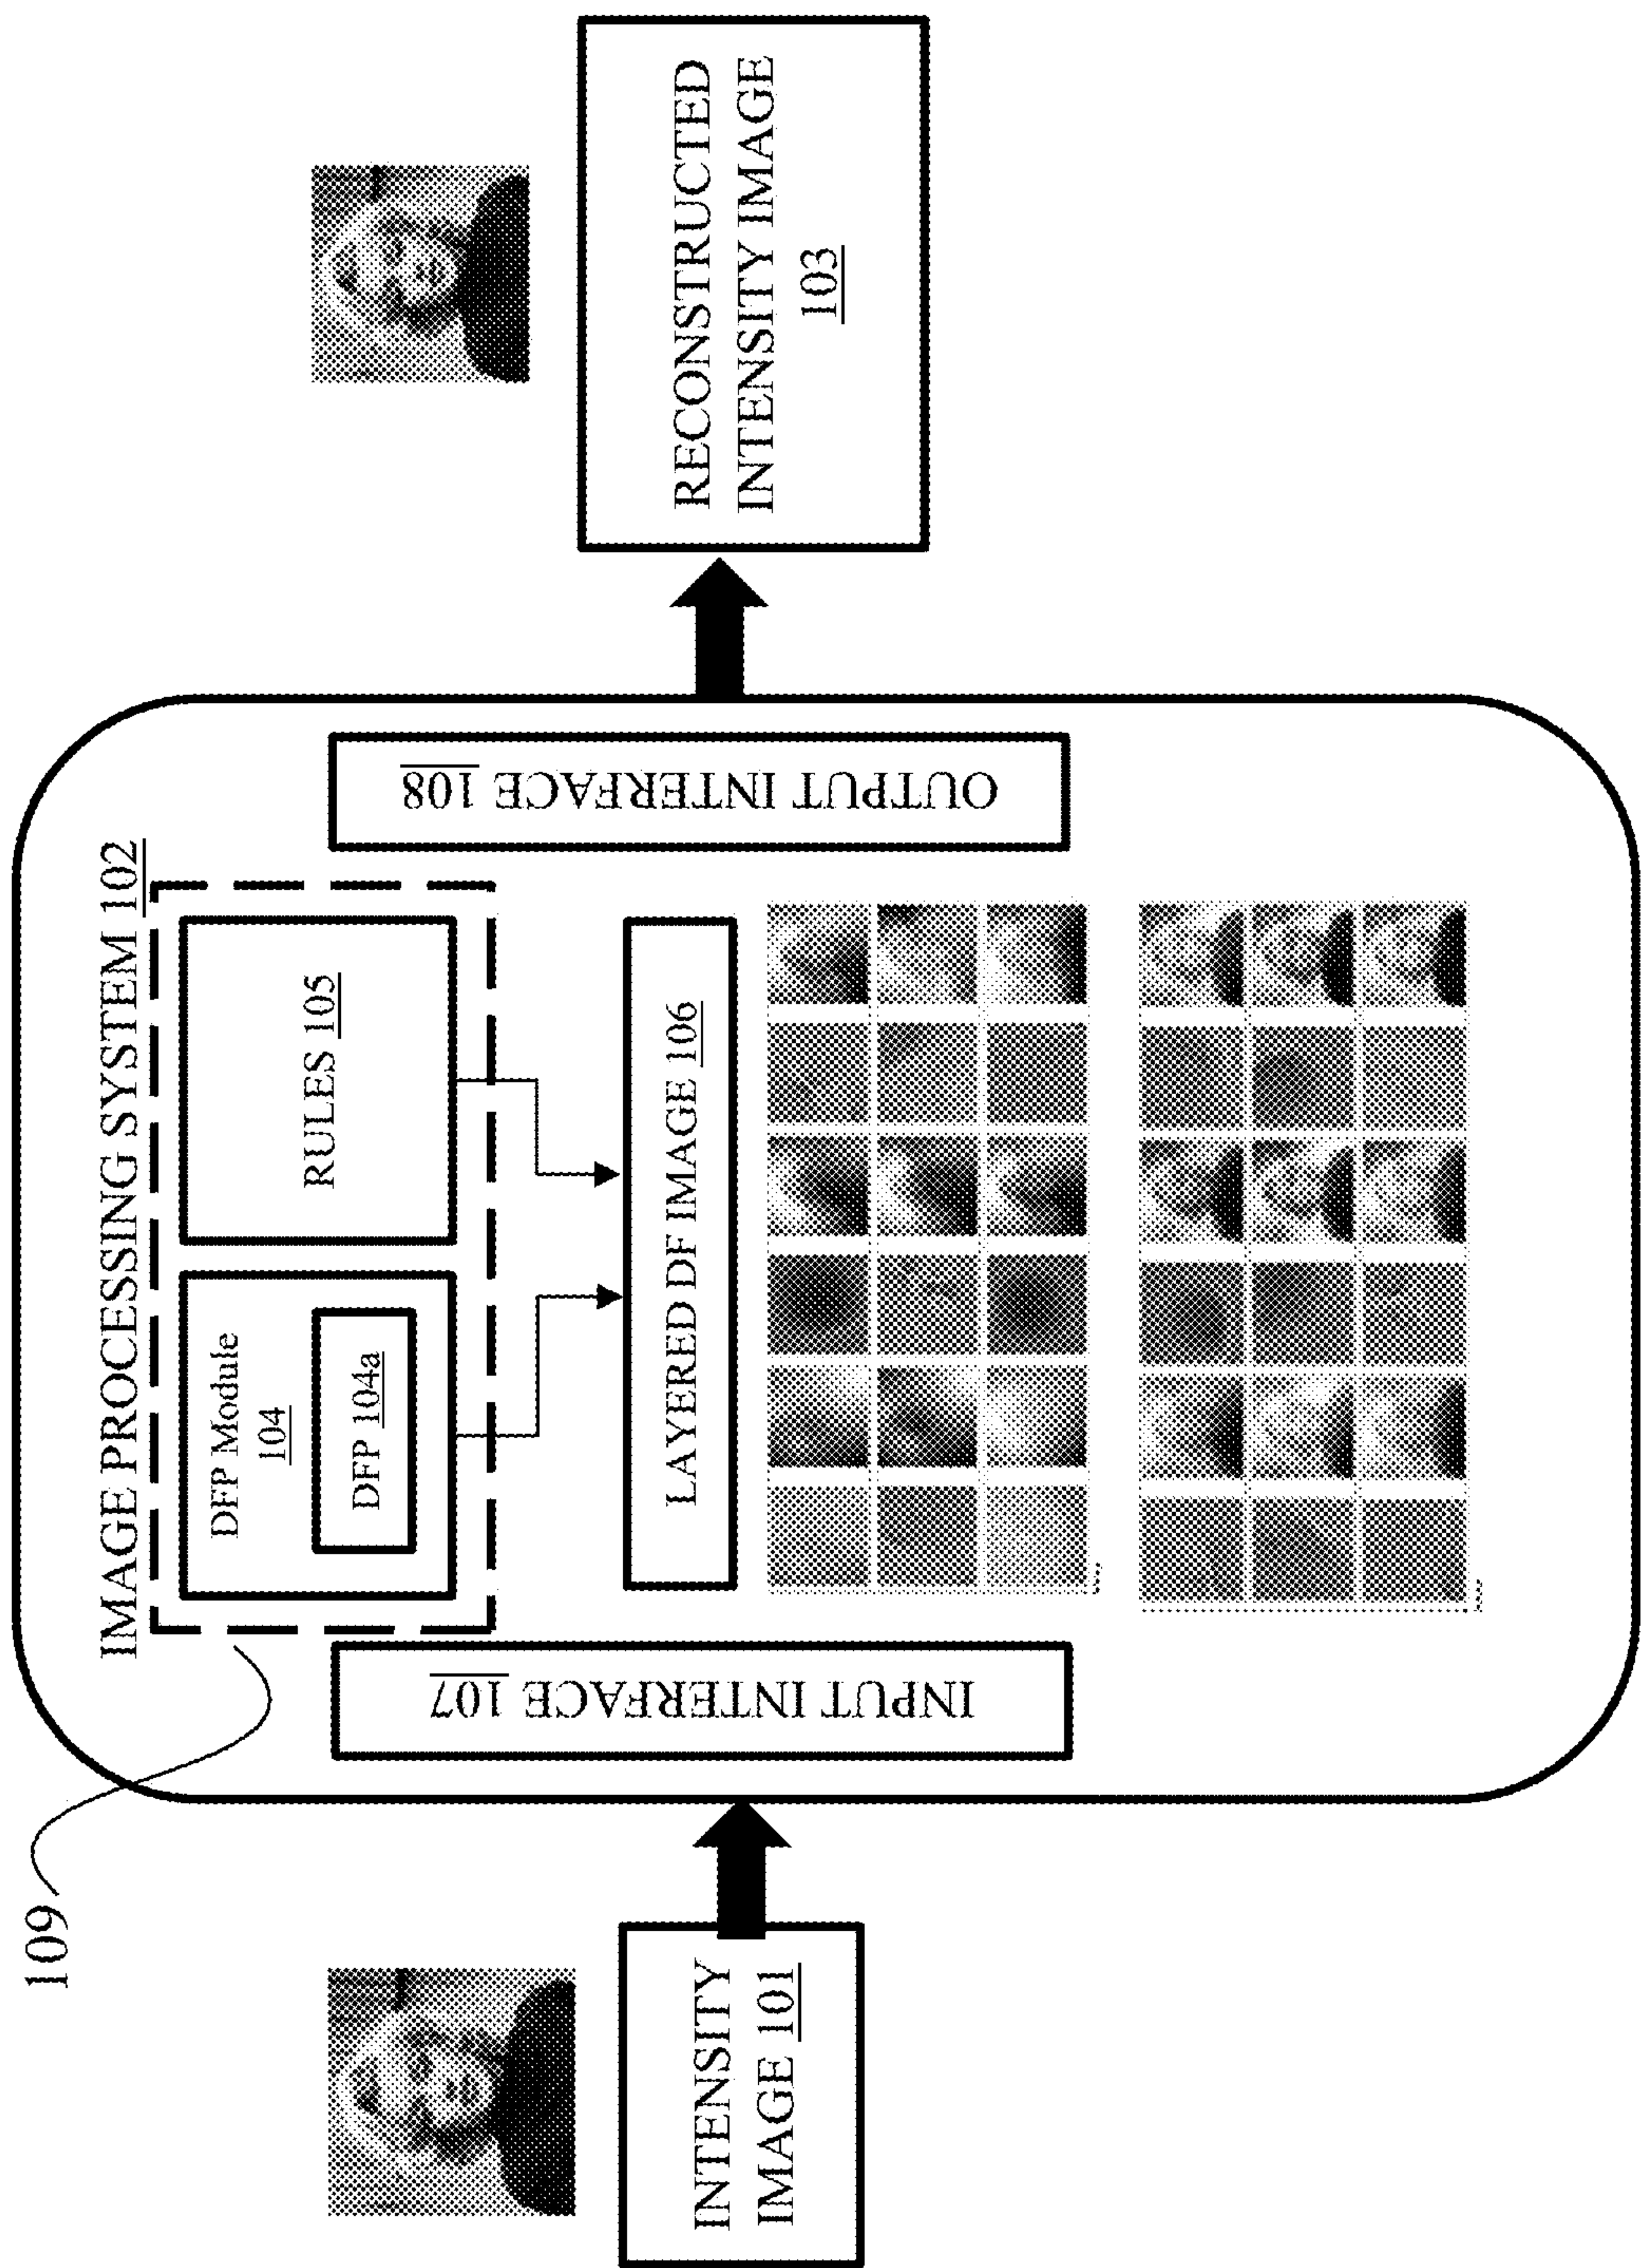 109
IMAGE PROCESSING SYSTEM 102
DFP Module
104
DFP 104a
RULES 105
INPUT INTERFACE 107
LAYERED DF IMAGE 106
OUTPUT INTERFACE 108
INTENSITY
IMAGE 101
RECONSTRUCTED
INTENSITY IMAGE
103